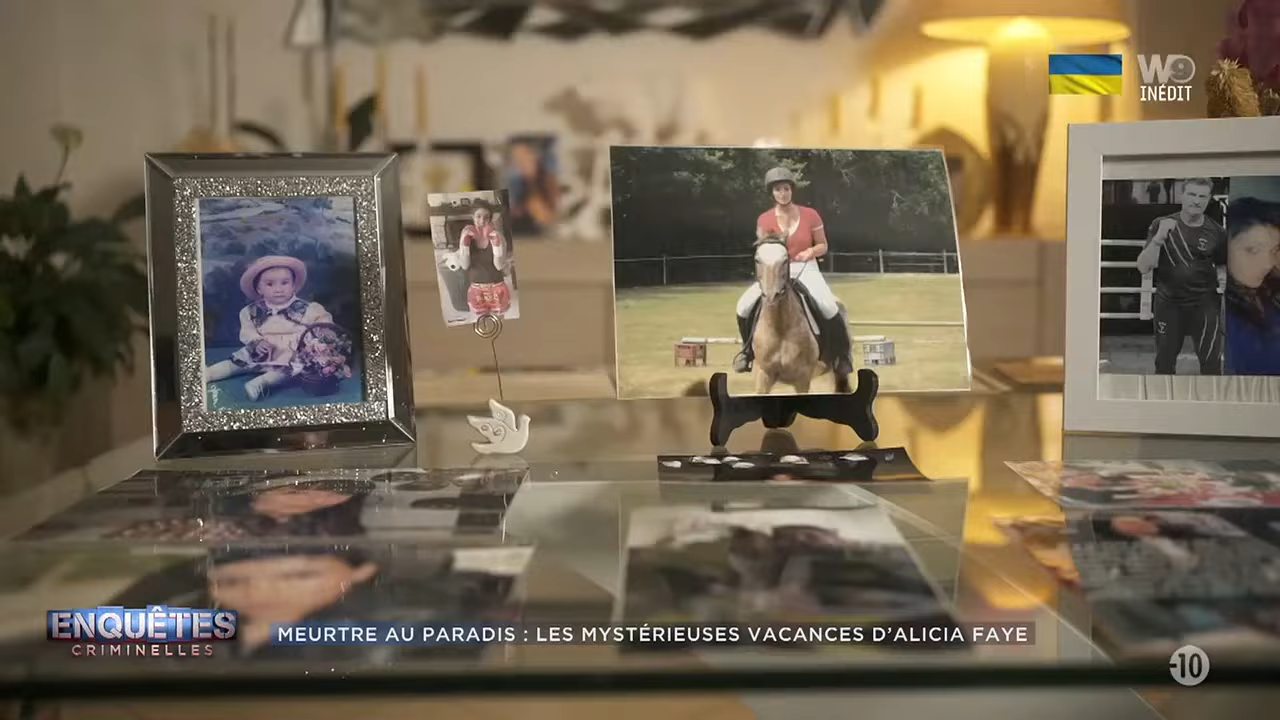 W9
INÉDIT
ENQUÊTES
CRIMINELLES
MEURTRE AU PARADIS : LES MYSTÉRIEUSES VACANCES D'ALICIA FAYE
-10